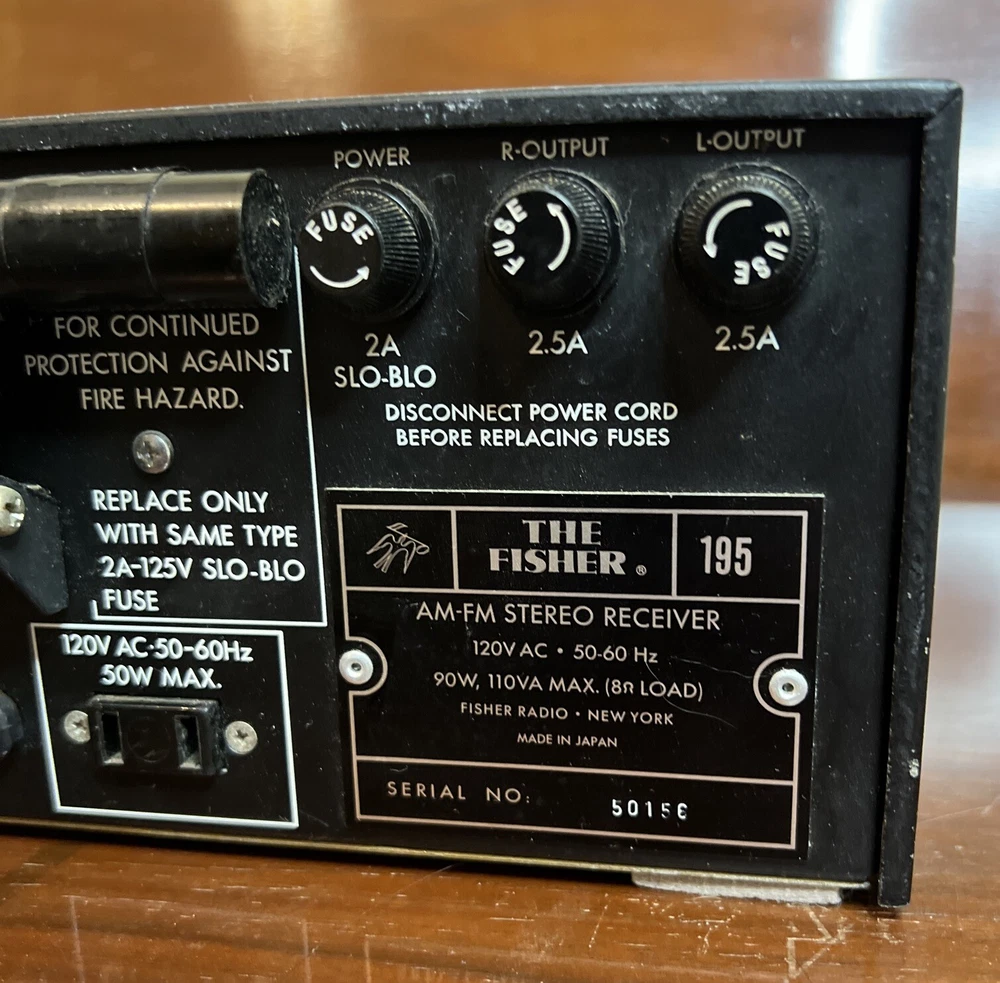 POWER
R-OUTPUT
L-OUTPUT
FUSE
FUSE
FUSE
2A
SLO-BLO
2.5A
2.5A
DISCONNECT POWER CORD
BEFORE REPLACING FUSES
FOR CONTINUED
PROTECTION AGAINST
FIRE HAZARD.
REPLACE ONLY
WITH SAME TYPE
2A-125V SLO-BLO
FUSE
120V AC·50-60Hz
50W MAX.
THE
FISHER ®
195
AM-FM STEREO RECEIVER
120V AC • 50-60 Hz
90W, 110VA MAX. (8Ω LOAD)
FISHER RADIO • NEW YORK
MADE IN JAPAN
SERIAL NO: